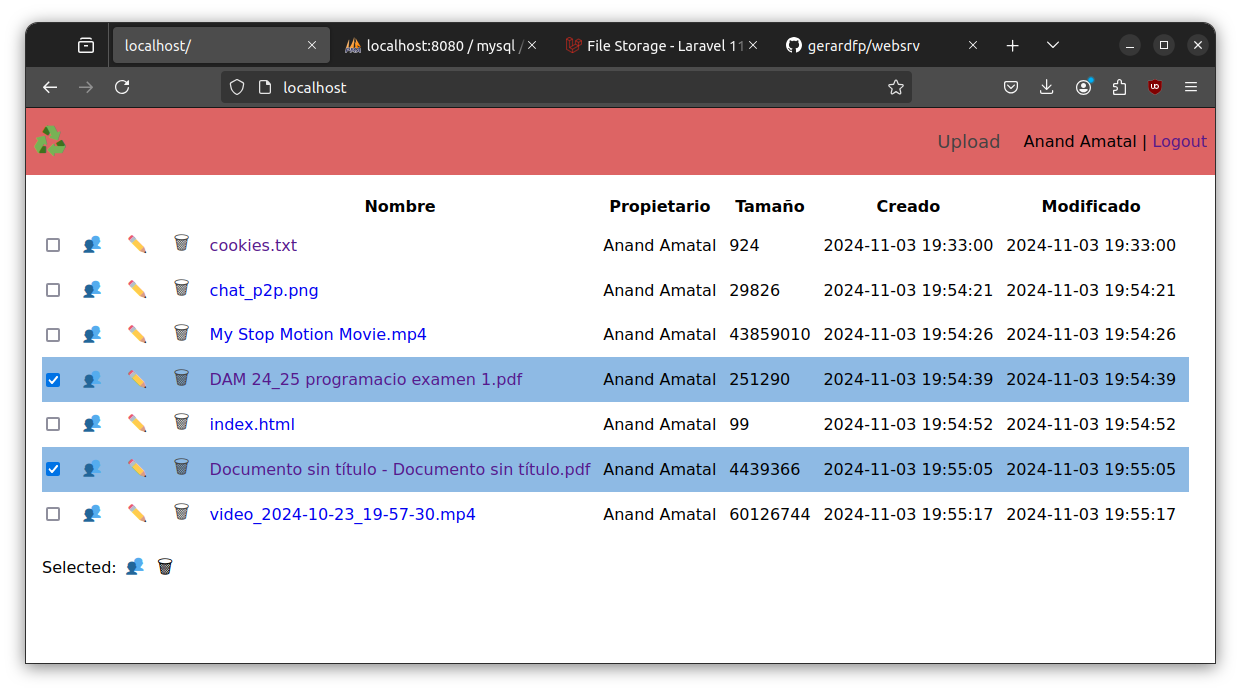 localhost/ localhost:8080 / mysql / File Storage - Laravel 11 gerardfp/websrv
localhost
Upload Anand Amatal | Logout
Nombre Propietario Tamaño Creado Modificado
cookies.txt Anand Amatal 924 2024-11-03 19:33:00 2024-11-03 19:33:00
chat_p2p.png Anand Amatal 29826 2024-11-03 19:54:21 2024-11-03 19:54:21
My Stop Motion Movie.mp4 Anand Amatal 43859010 2024-11-03 19:54:26 2024-11-03 19:54:26
DAM 24_25 programacio examen 1.pdf Anand Amatal 251290 2024-11-03 19:54:39 2024-11-03 19:54:39
index.html Anand Amatal 99 2024-11-03 19:54:52 2024-11-03 19:54:52
Documento sin título - Documento sin título.pdf Anand Amatal 4439366 2024-11-03 19:55:05 2024-11-03 19:55:05
video_2024-10-23_19-57-30.mp4 Anand Amatal 60126744 2024-11-03 19:55:17 2024-11-03 19:55:17
Selected: